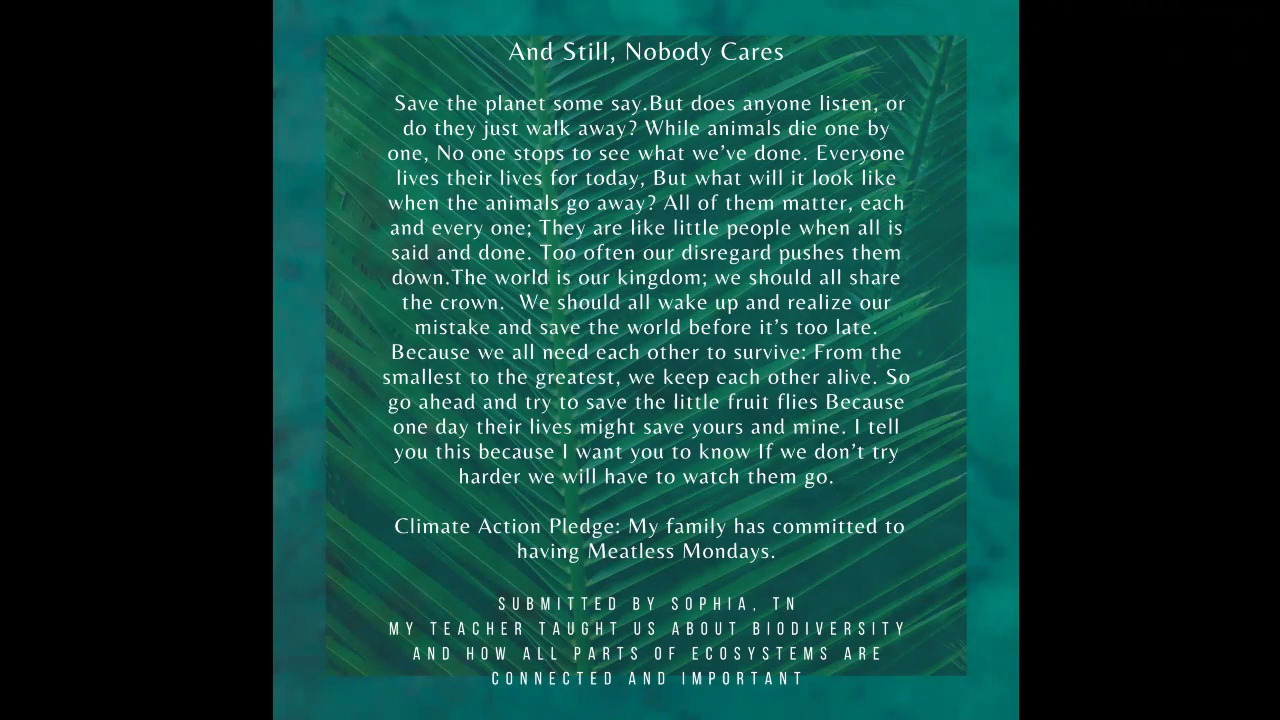 And Still, Nobody Cares
Save the planet some say.But does anyone listen, or
do they just walk away? While animals die one by
one, No one stops to see what we've done. Everyone
lives their lives for today, But what will it look like
when the animals go away? All of them matter, each
and every one; They are like little people when all is
said and done. Too often our disregard pushes them
down.The world is our kingdom; we should all share
the crown.  We should all wake up and realize our
mistake and save the world before it's too late.
Because we all need each other to survive: From the
smallest to the greatest, we keep each other alive. So
go ahead and try to save the little fruit flies Because
one day their lives might save yours and mine. I tell
you this because I want you to know If we don't try
harder we will have to watch them go.
Climate Action Pledge: My family has committed to
having Meatless Mondays.
SUBMITTED BY SOPHIA, TN
MY TEACHER TAUGHT US ABOUT BIODIVERSITY
AND HOW ALL PARTS OF ECOSYSTEMS ARE
CONNECTED AND IMPORTANT